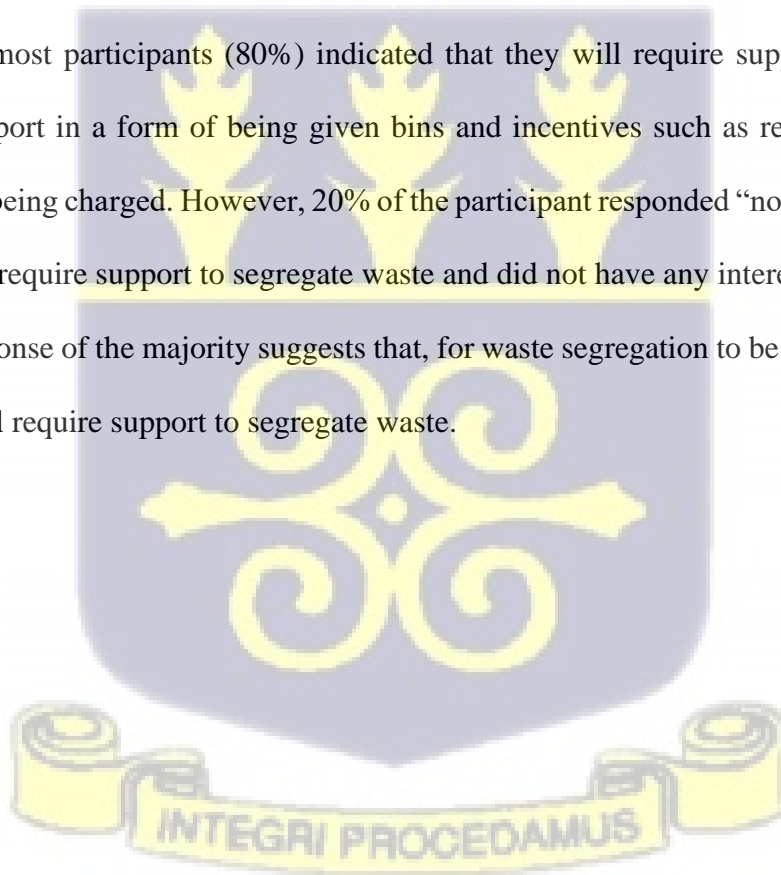 most participants (80%) indicated that they will require sup
port in a form of being given bins and incentives such as re
being charged. However, 20% of the participant responded “no
require support to segregate waste and did not have any intere
onse of the majority suggests that, for waste segregation to be
l require support to segregate waste.
INTEGRI PROCEDAMUS